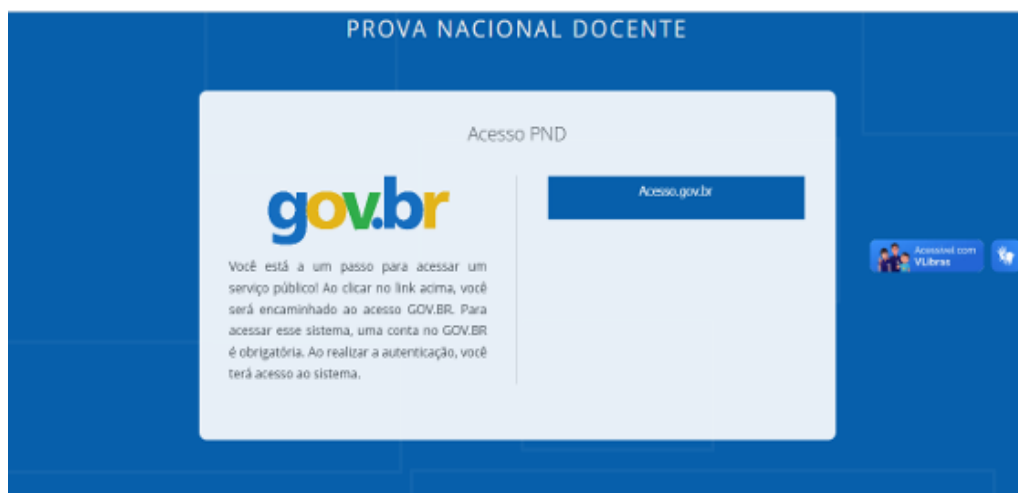 PROVA NACIONAL DOCENTE
Acesso PND
gov.br
Você está a um passo para acessar um
serviço público! Ao clicar no link acima, você
será encaminhado ao acesso GOV.BR. Para
acessar esse sistema, uma conta no GOV.BR
é obrigatória. Ao realizar a autenticação, você
terá acesso ao sistema.
Acesso.gov.br
Acessível com
VLibras